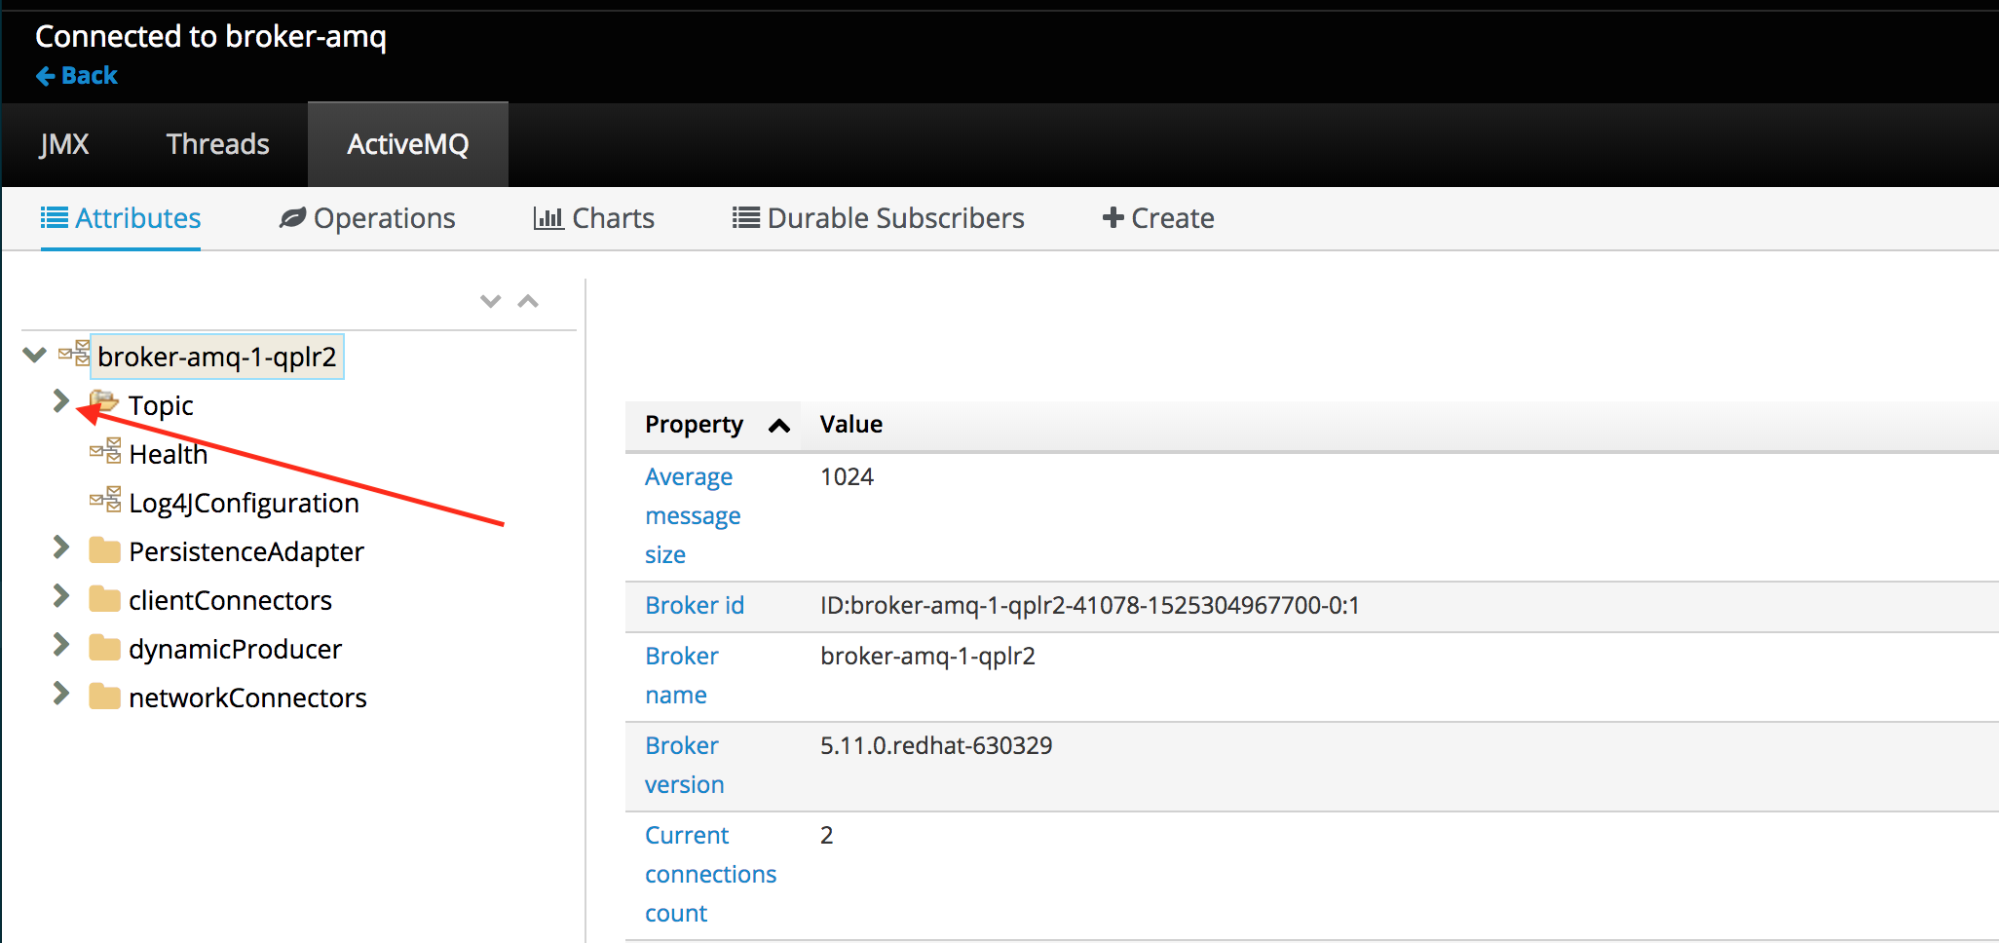 Connected to broker-amq
Back
JMX Threads ActiveMQ
Attributes Operations Charts Durable Subscribers Create
broker-amq-1-qplr2
Topic
Health
Log4JConfiguration
PersistenceAdapter
clientConnectors
dynamicProducer
networkConnectors
Property Value
Average 1024
message
size
Broker id ID:broker-amq-1-qplr2-41078-1525304967700-0:1
Broker broker-amq-1-qplr2
name
Broker 5.11.0.redhat-630329
version
Current 2
connections
count